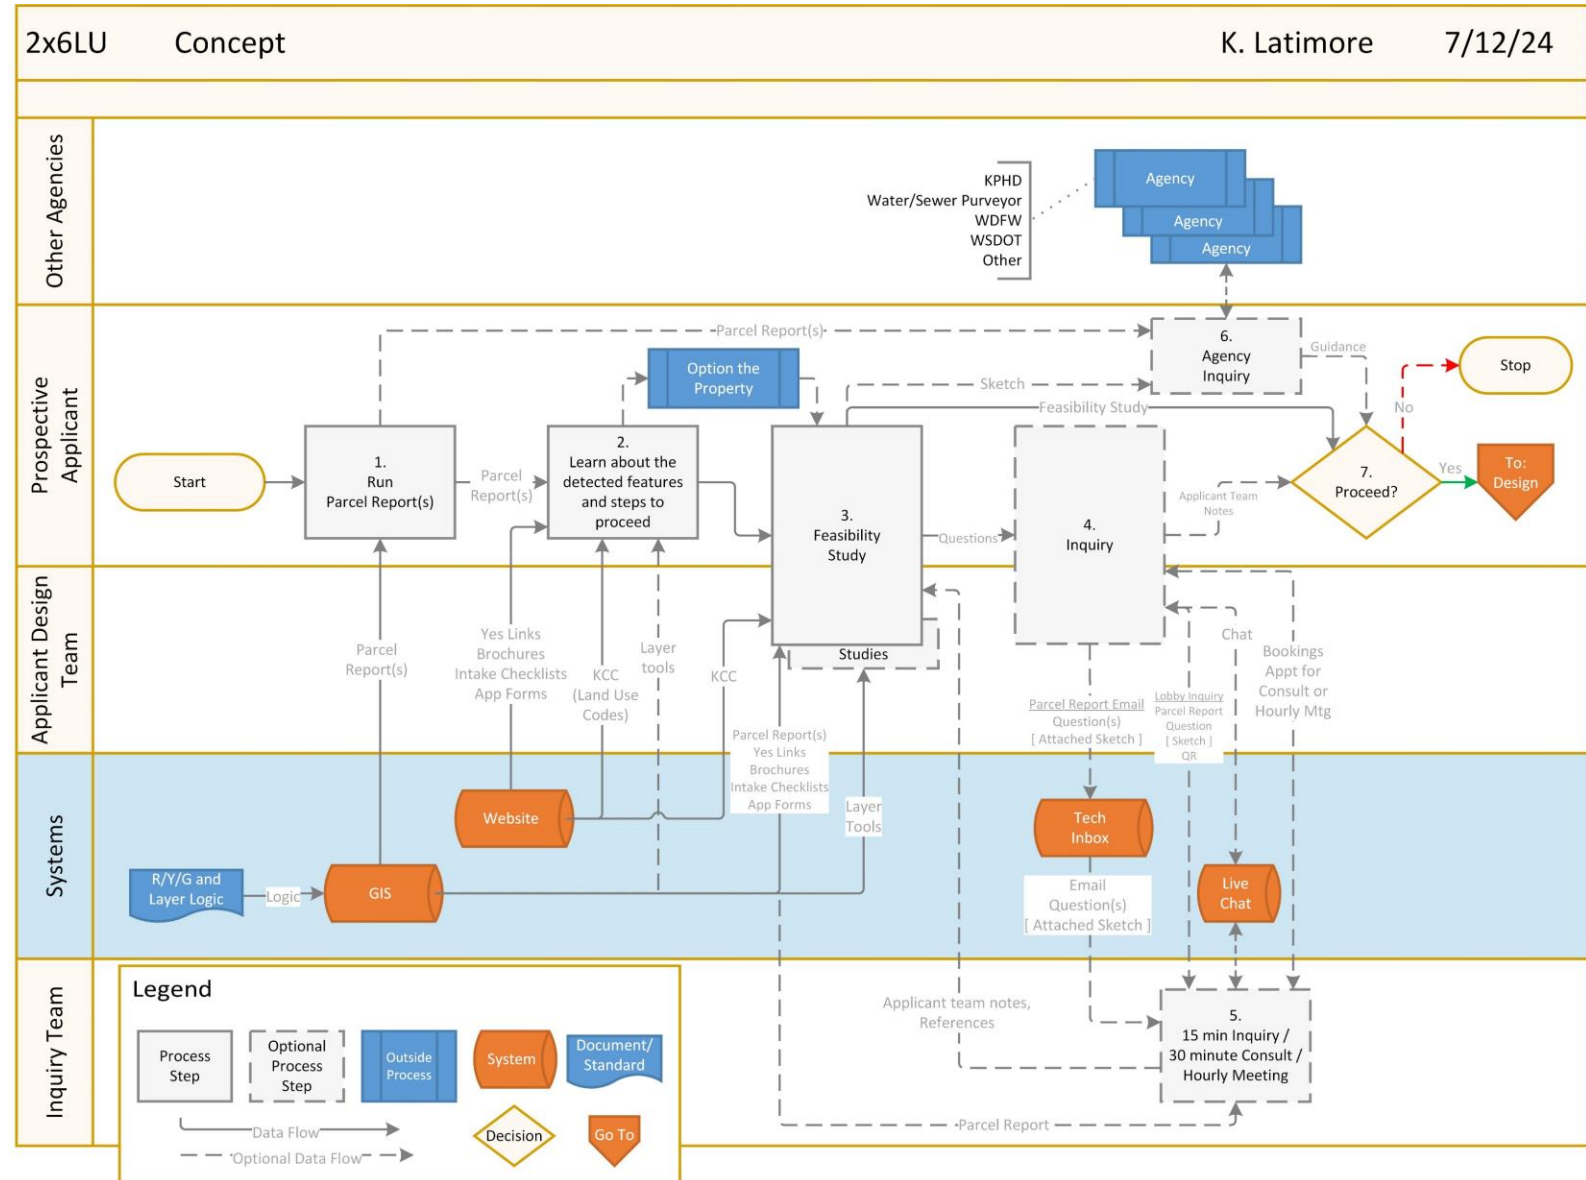 2x6LU Concept K. Latimore 7/12/24
Other Agencies
KPHD
Water/Sewer Purveyor
WDFW
WSDOT
Other
Agency
Agency
Agency
Prospective
Applicant
Start
1.
Run
Parcel Report(s)
Parcel Report(s)
Parcel
Report(s)
2.
Learn about the
detected features
and steps to
proceed
Option the
Property
3.
Feasibility
Study
Sketch
Feasibility Study
Questions
4.
Inquiry
6.
Agency
Inquiry
Guidance
Applicant Team
Notes
7.
Proceed?
No
Stop
Yes
To:
Design
Applicant Design
Team
Parcel
Report(s)
Yes Links
Brochures
Intake Checklists
App Forms
KCC
(Land Use
Codes)
Layer
tools
KCC
Studies
Parcel Report(s)
Yes Links
Brochures
Intake Checklists
App Forms
Parcel Report Email
Question(s)
[ Attached Sketch ]
Lobby Inquiry
Parcel Report
Question
[ Sketch ]
QR
Chat
Bookings
Appt for
Consult or
Hourly Mtg
Systems
R/Y/G and
Layer Logic
Logic
GIS
Website
Layer
Tools
Tech
Inbox
Email
Question(s)
[ Attached Sketch ]
Live
Chat
Inquiry Team
Applicant team notes,
References
5.
15 min Inquiry /
30 minute Consult /
Hourly Meeting
Parcel Report
Legend
Process
Step
Optional
Process
Step
Outside
Process
System
Document/
Standard
Data Flow
Optional Data Flow
Decision
Go To